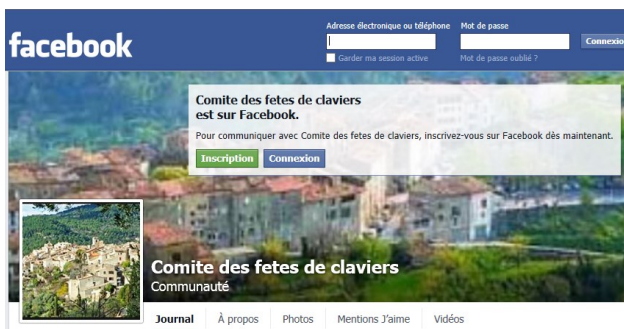 facebook
Adresse électronique ou téléphone
Mot de passe
Connexio
Garder ma session active
Mot de passe oublié ?
Comite des fetes de claviers
est sur Facebook.
Pour communiquer avec Comite des fetes de claviers, inscrivez-vous sur Facebook dès maintenant.
Inscription
Connexion
Comite des fetes de claviers
Communauté
Journal
À propos
Photos
Mentions J'aime
Vidéos